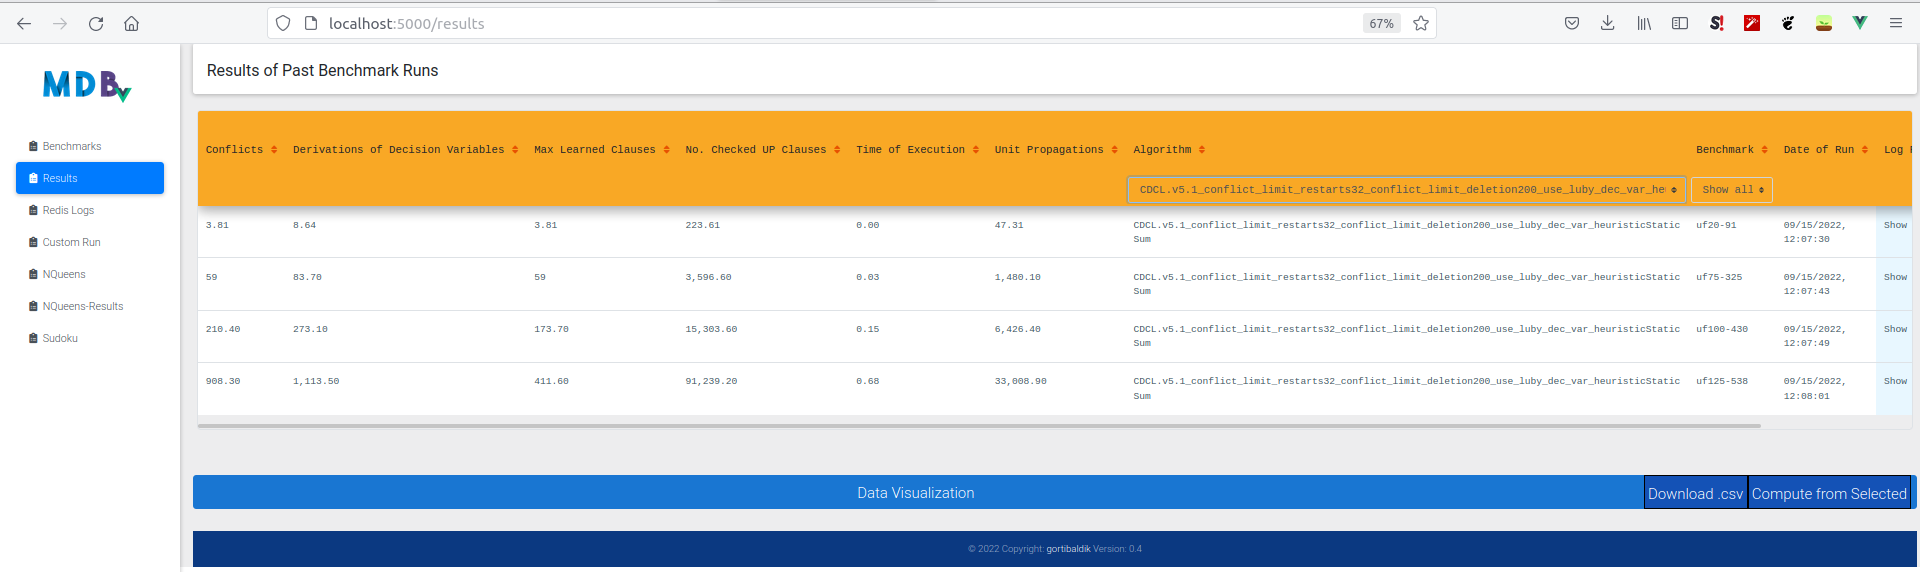 localhost:5000/results
67%
MDB
Results of Past Benchmark Runs
Benchmarks
Results
Redis Logs
Custom Run
NQueens
NQueens-Results
Sudoku
Conflicts Derivations of Decision Variables Max Learned Clauses No. Checked UP Clauses Time of Execution Unit Propagations Algorithm Benchmark Date of Run Log
CDCL.v5.1_conflict_limit_restarts32_conflict_limit_deletion200_use_luby_dec_var_he Show all
3.81 8.64 3.81 223.61 0.00 47.31 CDCL.v5.1_conflict_limit_restarts32_conflict_limit_deletion200_use_luby_dec_var_heuristicStatic uf20-91 09/15/2022, Show
Sum 12:07:30
59 83.70 59 3,596.60 0.03 1,480.10 CDCL.v5.1_conflict_limit_restarts32_conflict_limit_deletion200_use_luby_dec_var_heuristicStatic uf75-325 09/15/2022, Show
Sum 12:07:43
210.40 273.10 173.70 15,303.60 0.15 6,426.40 CDCL.v5.1_conflict_limit_restarts32_conflict_limit_deletion200_use_luby_dec_var_heuristicStatic uf100-430 09/15/2022, Show
Sum 12:07:49
908.30 1,113.50 411.60 91,239.20 0.68 33,008.90 CDCL.v5.1_conflict_limit_restarts32_conflict_limit_deletion200_use_luby_dec_var_heuristicStatic uf125-538 09/15/2022, Show
Sum 12:08:01
Data Visualization Download .csv Compute from Selected
© 2022 Copyright: gortibaldik Version: 0.4